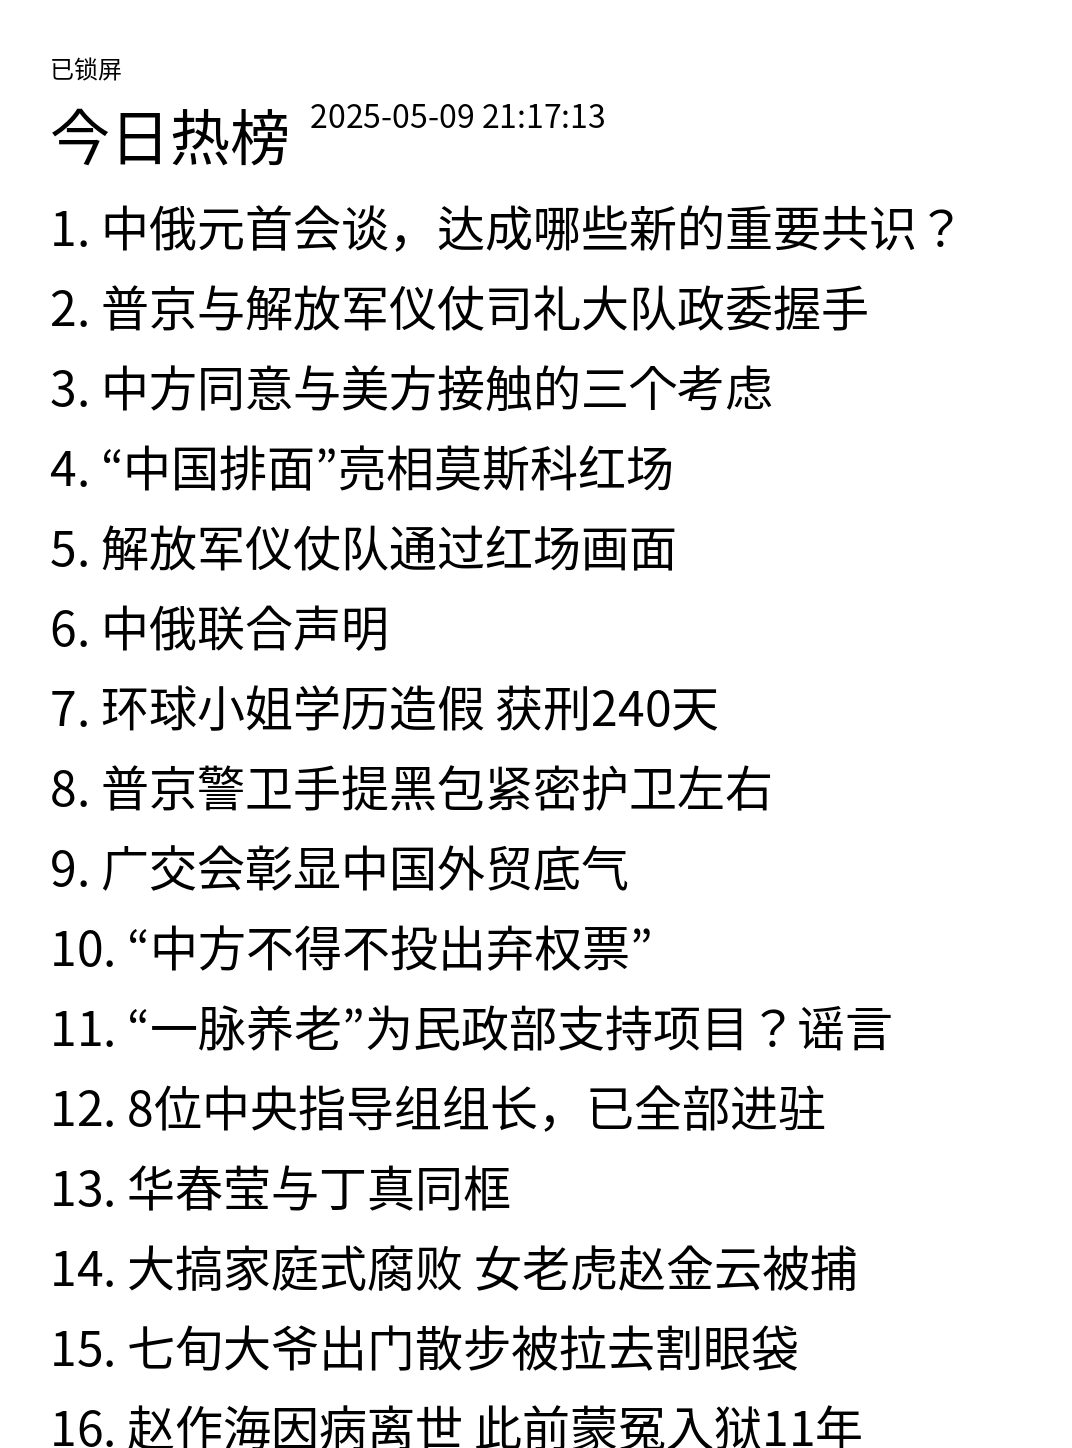 已锁屏
今日热榜 2025-05-09 21:17:13
1. 中俄元首会谈，达成哪些新的重要共识？
2. 普京与解放军仪仗司礼大队政委握手
3. 中方同意与美方接触的三个考虑
4. “中国排面”亮相莫斯科红场
5. 解放军仪仗队通过红场画面
6. 中俄联合声明
7. 环球小姐学历造假 获刑240天
8. 普京警卫手提黑包紧密护卫左右
9. 广交会彰显中国外贸底气
10. “中方不得不投出弃权票”
11. “一脉养老”为民政部支持项目？谣言
12. 8位中央指导组组长，已全部进驻
13. 华春莹与丁真同框
14. 大搞家庭式腐败 女老虎赵金云被捕
15. 七旬大爷出门散步被拉去割眼袋
16. 赵作海因病离世 此前蒙冤入狱11年